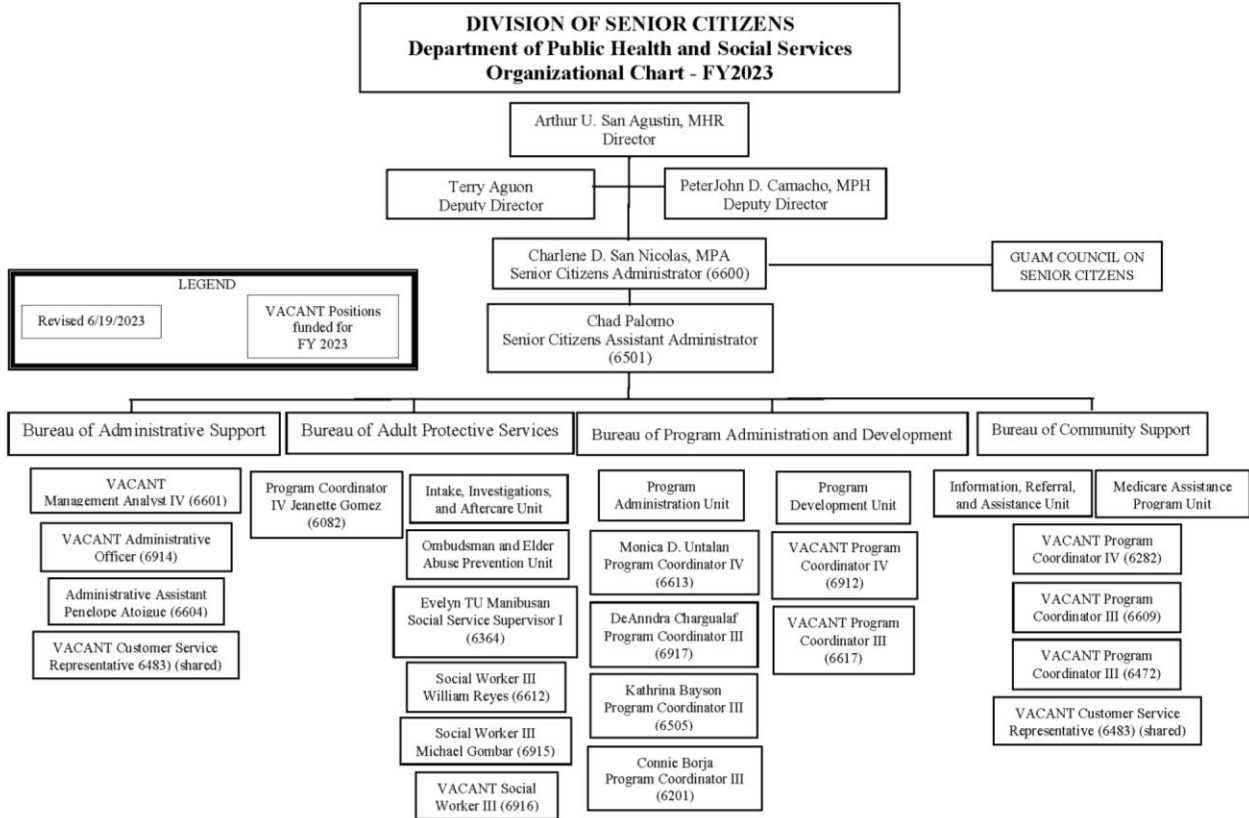 DIVISION OF SENIOR CITIZENS
Department of Public Health and Social Services
Organizational Chart - FY2023
Arthur U. San Agustin, MHR
Director
Terry Aguon
Deputy Director
PeterJohn D. Camacho, MPH
Deputy Director
Charlene D. San Nicolas, MPA
Senior Citizens Administrator (6600)
GUAM COUNCIL ON
SENIOR CITZENS
LEGEND
Revised 6/19/2023
VACANT Positions
funded for
FY 2023
Chad Palomo
Senior Citizens Assistant Administrator
(6501)
Bureau of Administrative Support
VACANT
Management Analyst IV (6601)
VACANT Administrative
Officer (6914)
Administrative Assistant
Penelope Atoigue (6604)
VACANT Customer Service
Representative 6483) (shared)
Bureau of Adult Protective Services
Program Coordinator
IV Jeanette Gomez
(6082)
Intake, Investigations,
and Aftercare Unit
Ombudsman and Elder
Abuse Prevention Unit
Evelyn TU Manibusan
Social Service Supervisor I
(6364)
Social Worker III
William Reyes (6612)
Social Worker III
Michael Gombar (6915)
VACANT Social
Worker III (6916)
Bureau of Program Administration and Development
Program
Administration Unit
Monica D. Untalan
Program Coordinator IV
(6613)
DeAnndra Chargualaf
Program Coordinator III
(6917)
Kathrina Bayson
Program Coordinator III
(6505)
Connie Borja
Program Coordinator III
(6201)
Program
Development Unit
VACANT Program
Coordinator IV
(6912)
VACANT Program
Coordinator III
(6617)
Bureau of Community Support
Information, Referral,
and Assistance Unit
Medicare Assistance
Program Unit
VACANT Program
Coordinator IV (6282)
VACANT Program
Coordinator III (6609)
VACANT Program
Coordinator III (6472)
VACANT Customer Service
Representative (6483) (shared)